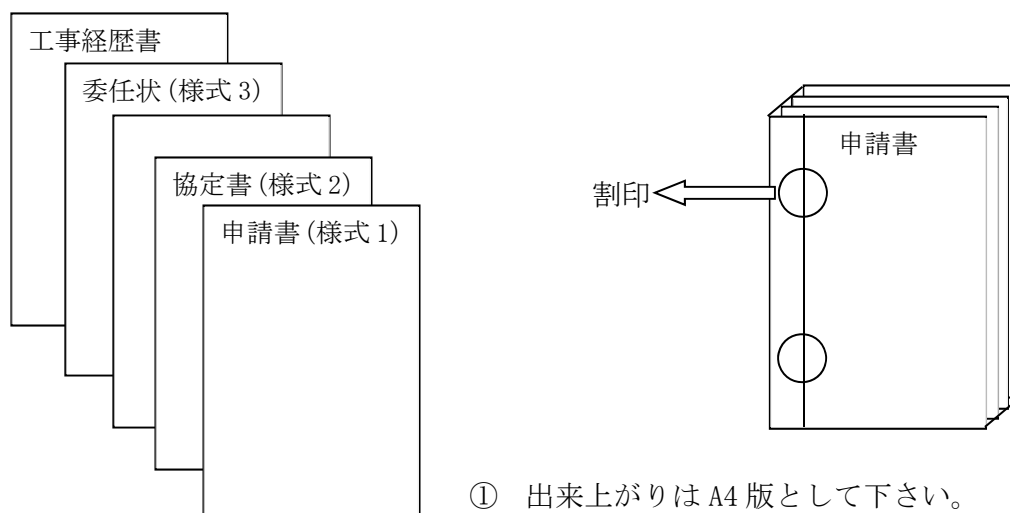 工事経歴書
委任状(様式3)
協定書(様式2)
申請書(様式1)
申請書
割印
① 出来上がりは A4 版として下さい。